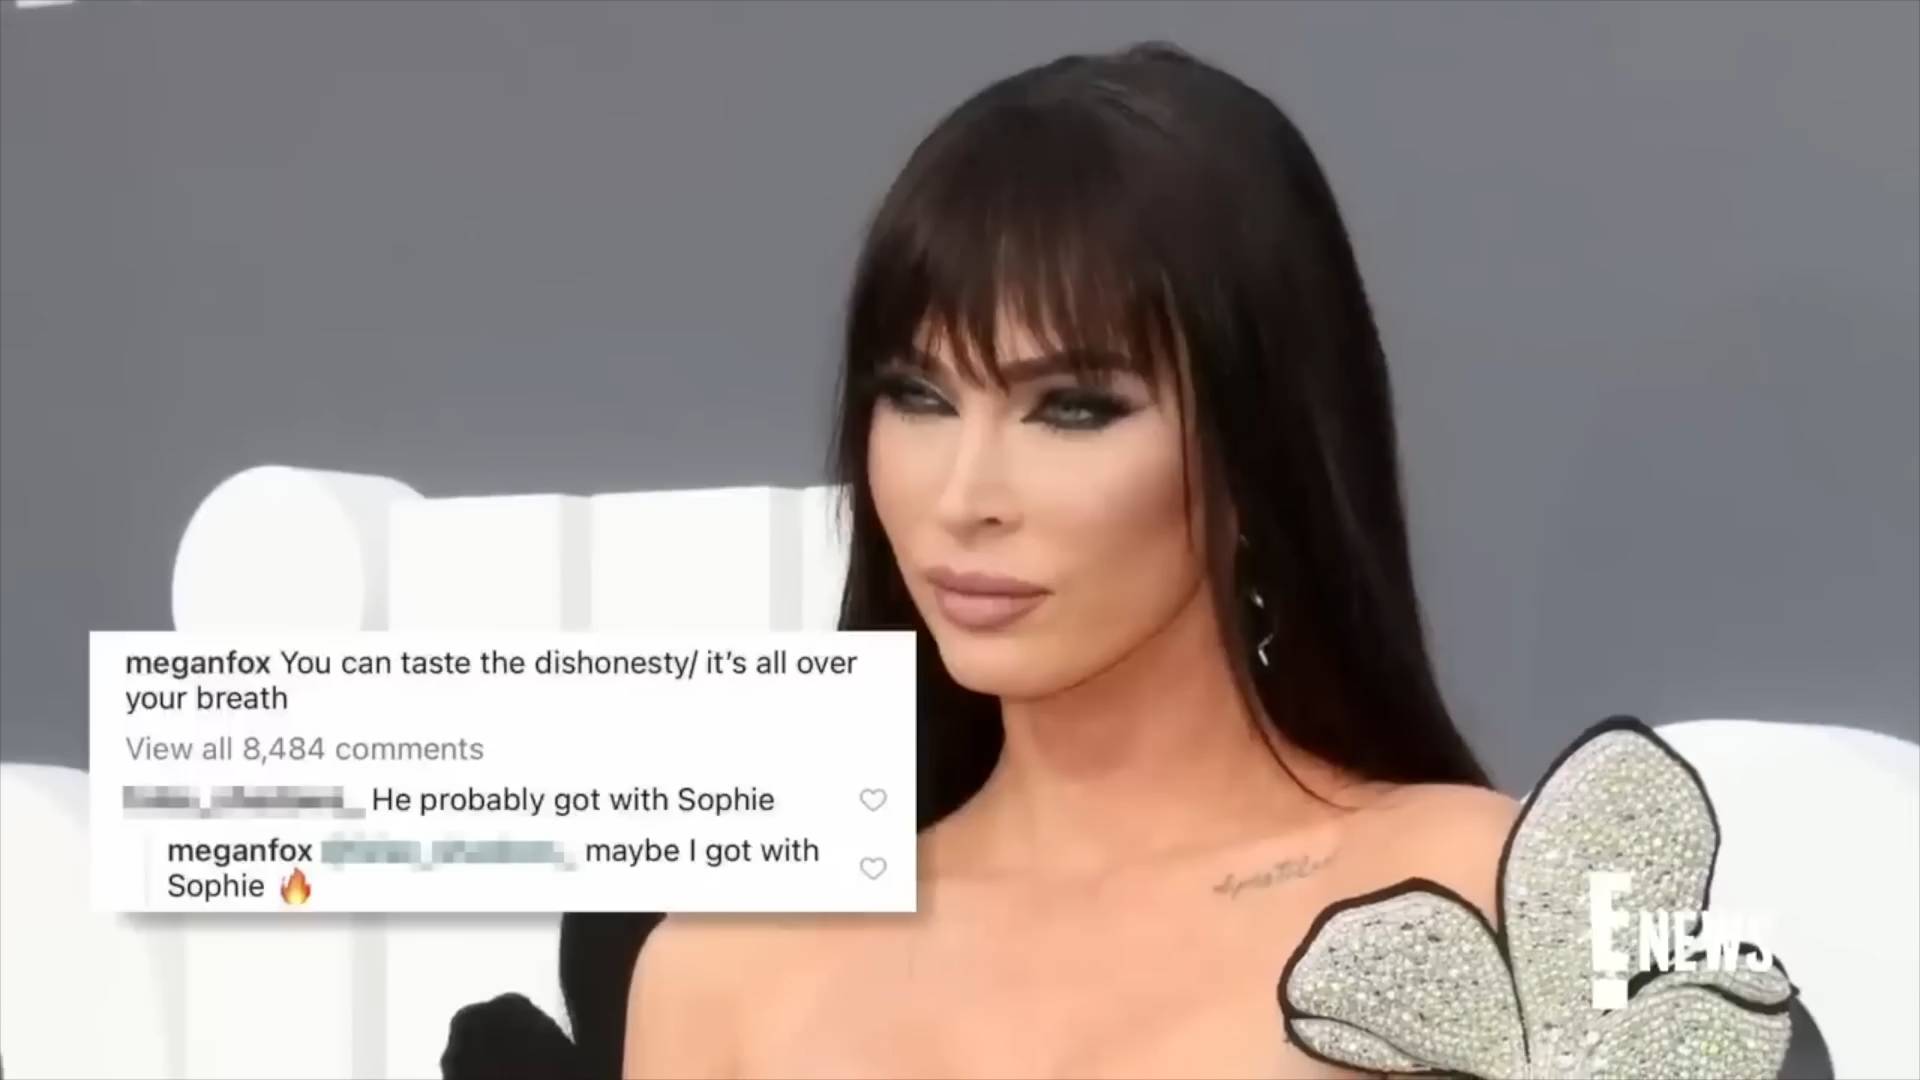 meganfox You can taste the dishonesty/ it's all over
your breath
View all 8,484 comments
He probably got with Sophie
meganfox maybe I got with
Sophie 🔥
E NEWS